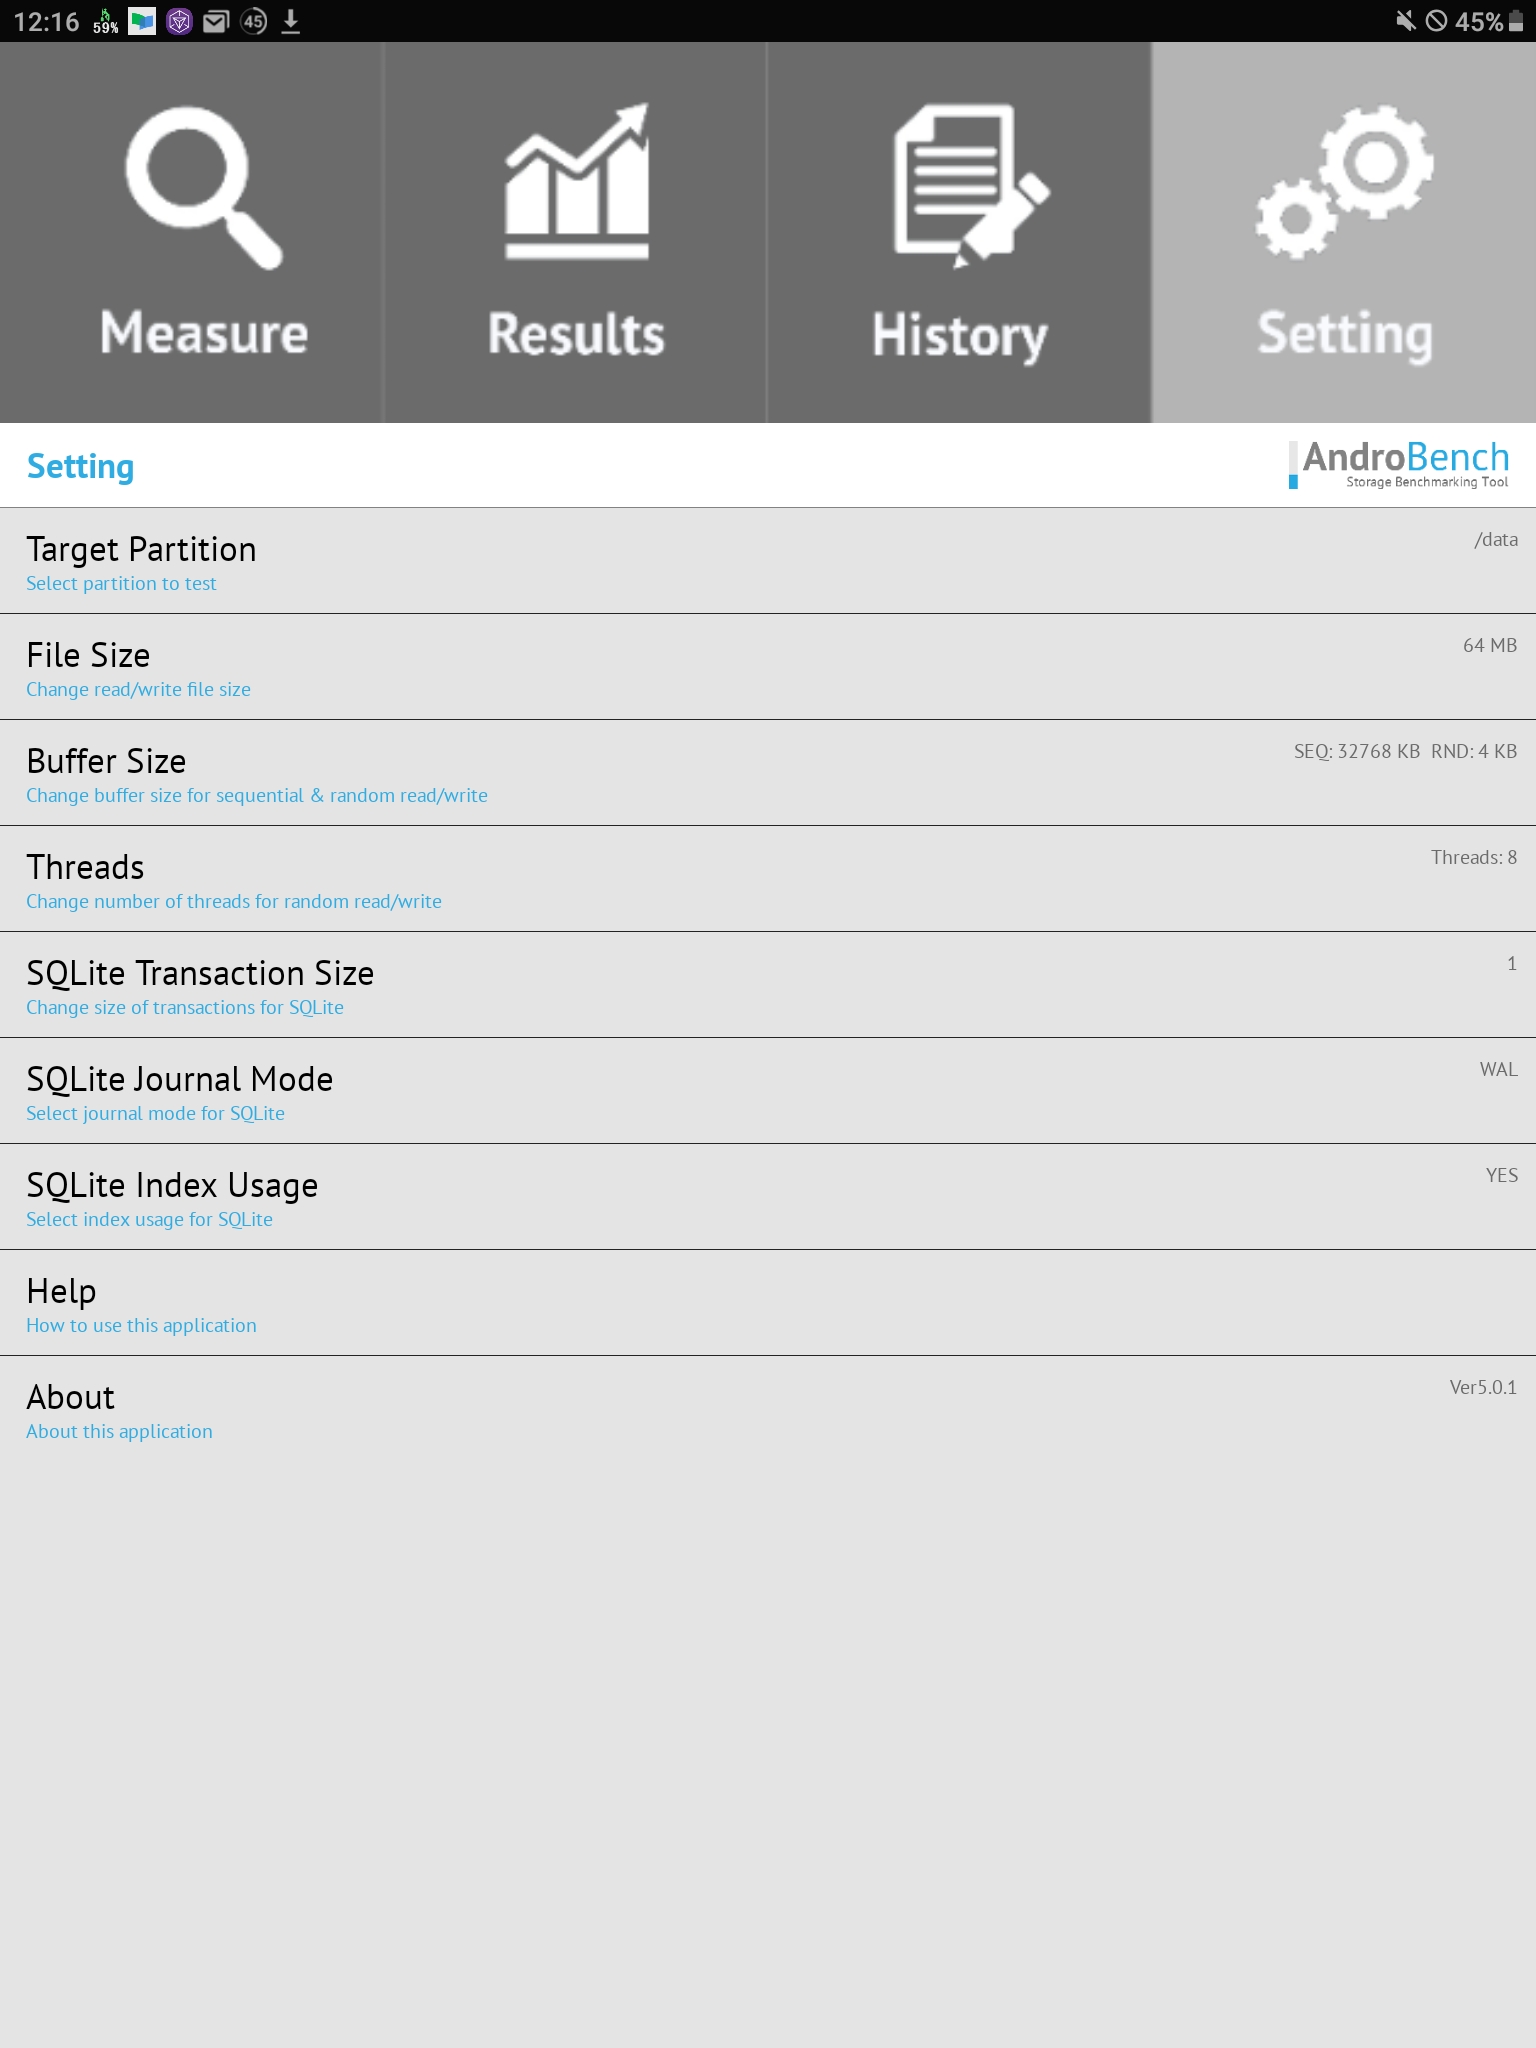 12:16 59% 45 45%
Measure Results History Setting
Setting
AndroBench
Storage Benchmarking Tool
Target Partition /data
Select partition to test
File Size 64 MB
Change read/write file size
Buffer Size SEQ: 32768 KB RND: 4 KB
Change buffer size for sequential & random read/write
Threads Threads: 8
Change number of threads for random read/write
SQLite Transaction Size 1
Change size of transactions for SQLite
SQLite Journal Mode WAL
Select journal mode for SQLite
SQLite Index Usage YES
Select index usage for SQLite
Help
How to use this application
About Ver5.0.1
About this application